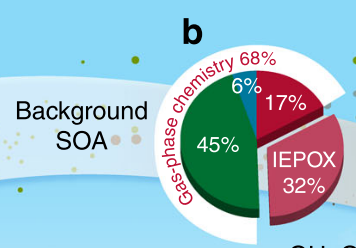 b
Gas-phase chemistry 68%
Background
SOA
6%
17%
45%
IEPOX
32%